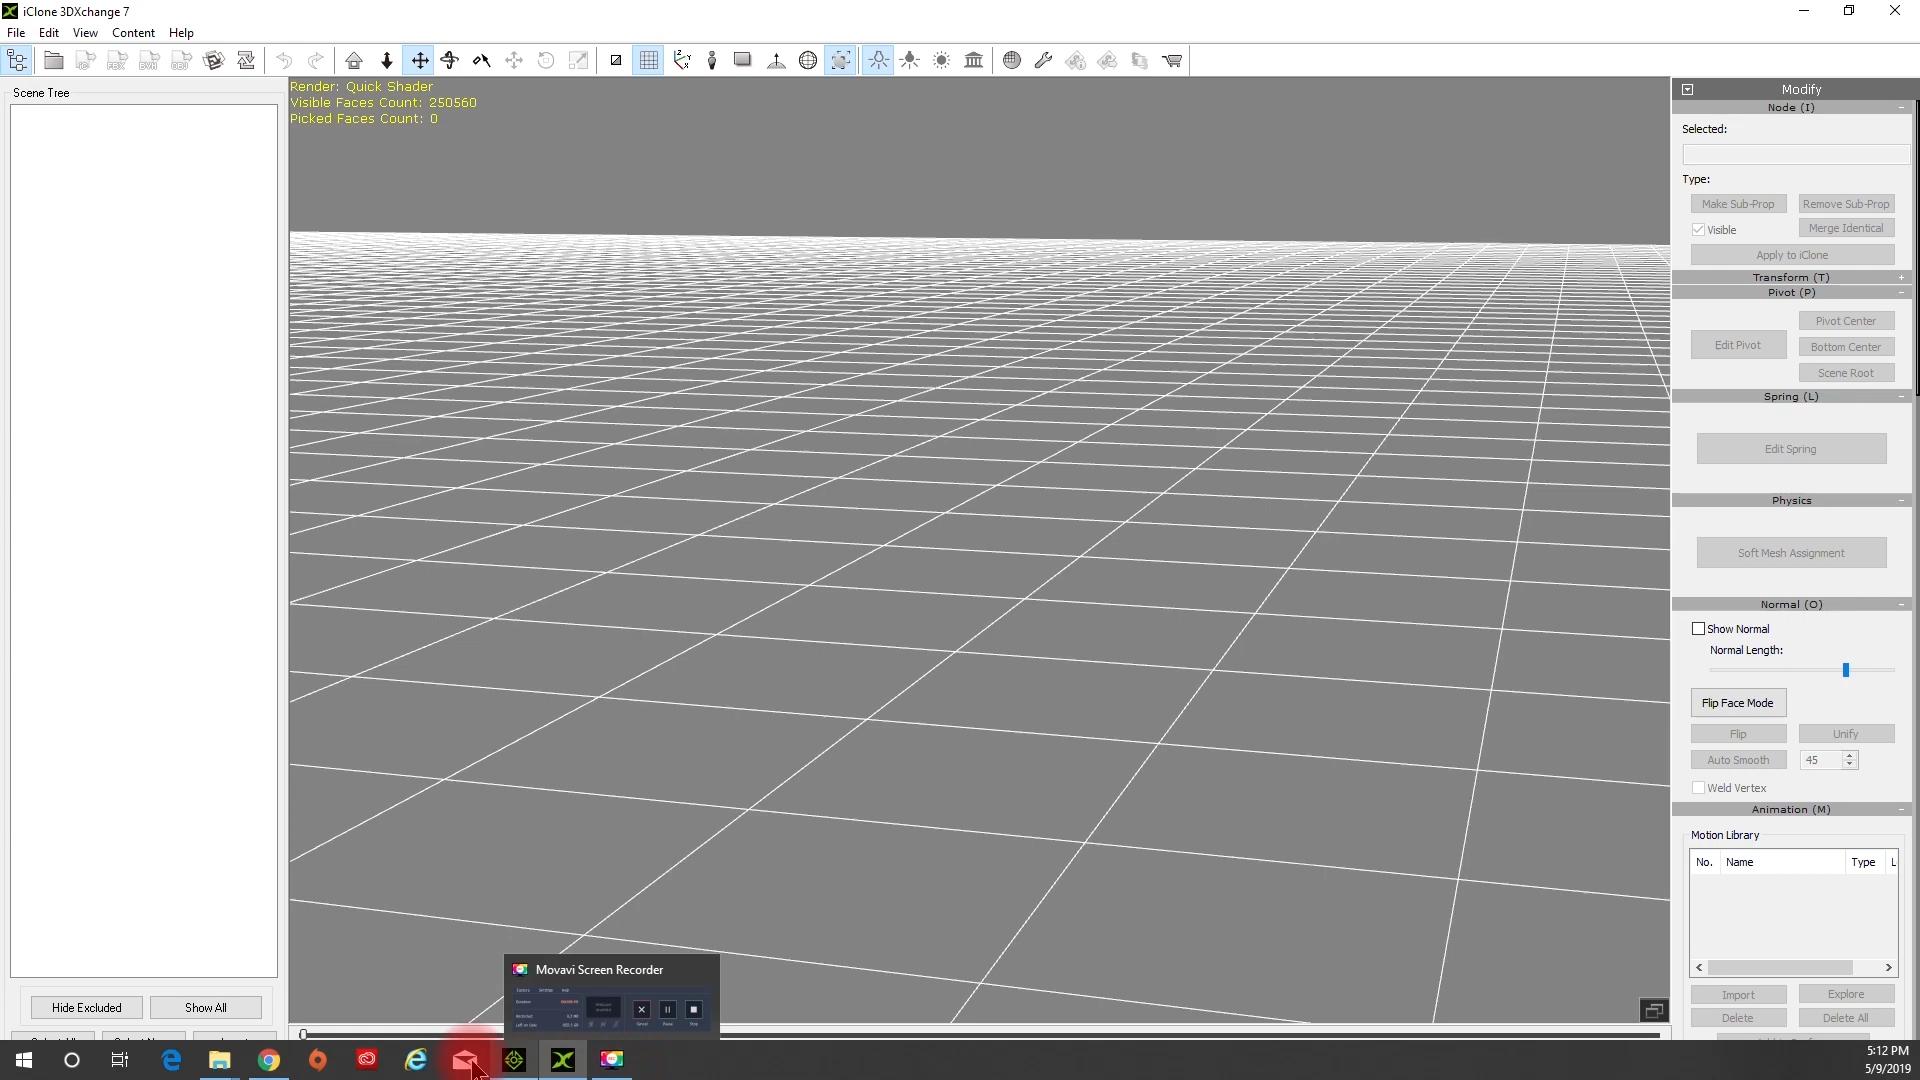 iClone 3DXchange 7
File Edit View Content Help
Scene Tree
Render: Quick Shader
Visible Faces Count: 250560
Picked Faces Count: 0
Modify
Node (I)
Selected:
Type:
Make Sub-Prop Remove Sub-Prop
Visible Merge Identical
Apply to iClone
Transform (T)
Pivot (P)
Pivot Center
Edit Pivot Bottom Center
Scene Root
Spring (L)
Edit Spring
Physics
Soft Mesh Assignment
Normal (O)
Show Normal
Normal Length:
Flip Face Mode
Flip Unify
Auto Smooth 45
Weld Vertex
Animation (M)
Motion Library
No. Name Type L
Import Explore
Delete Delete All
Hide Excluded Show All
Movavi Screen Recorder
Cancel Pause Stop
5:12 PM
5/9/2019